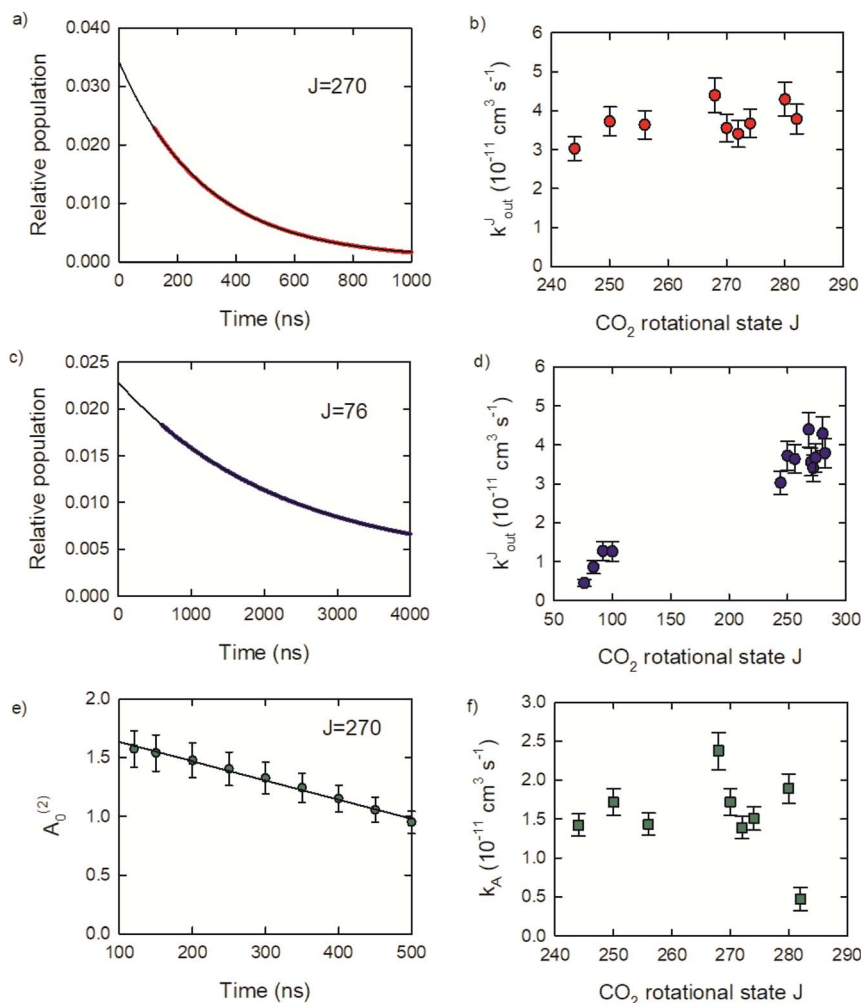 a)
0.040
0.030
0.020
0.010
0.000
Relative population
J=270
0 200 400 600 800 1000
Time (ns)
b)
6
5
4
3
2
1
0
k^J_out (10^-11 cm^3 s^-1)
240 250 260 270 280 290
CO_2 rotational state J
c)
0.025
0.020
0.015
0.010
0.005
0.000
Relative population
J=76
0 1000 2000 3000 4000
Time (ns)
d)
6
5
4
3
2
1
0
k^J_out (10^-11 cm^3 s^-1)
50 100 150 200 250 300
CO_2 rotational state J
e)
2.0
1.5
1.0
0.5
0.0
A_0^(2)
J=270
100 200 300 400 500
Time (ns)
f)
3.0
2.5
2.0
1.5
1.0
0.5
0.0
k_A (10^-11 cm^3 s^-1)
240 250 260 270 280 290
CO_2 rotational state J